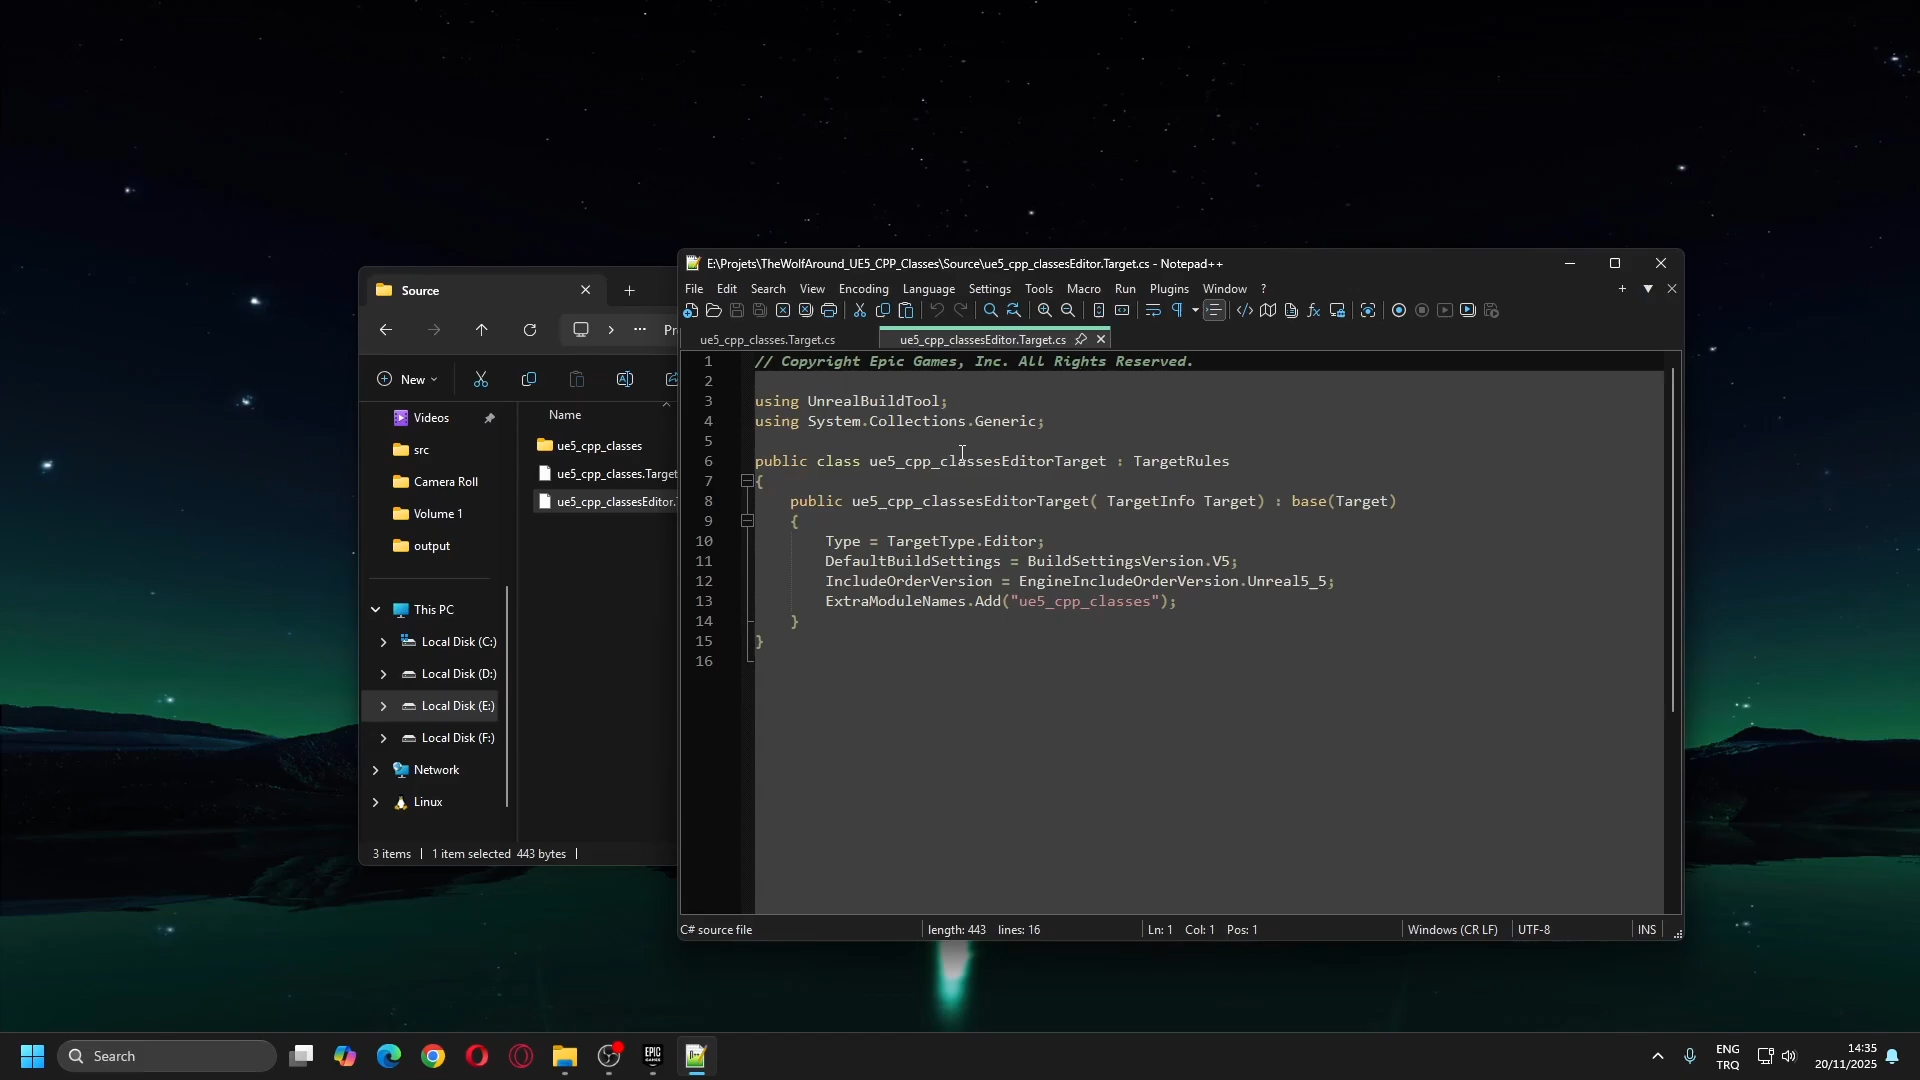 Source
Pr
New
Videos
src
Camera Roll
Volume 1
output
This PC
Local Disk (C:)
Local Disk (D:)
Local Disk (E:)
Local Disk (F:)
Network
Linux
Name
ue5_cpp_classes
ue5_cpp_classes.Target
ue5_cpp_classesEditor.
3 items
1 item selected
443 bytes
E:\Projets\TheWolfAround_UE5_CPP_Classes\Source\ue5_cpp_classesEditor.Target.cs - Notepad++
File Edit Search View Encoding Language Settings Tools Macro Run Plugins Window ?
ue5_cpp_classes.Target.cs
ue5_cpp_classesEditor.Target.cs
1 // Copyright Epic Games, Inc. All Rights Reserved.
2
3 using UnrealBuildTool;
4 using System.Collections.Generic;
5
6 public class ue5_cpp_classesEditorTarget : TargetRules
7 {
8 public ue5_cpp_classesEditorTarget( TargetInfo Target) : base(Target)
9 {
10 Type = TargetType.Editor;
11 DefaultBuildSettings = BuildSettingsVersion.V5;
12 IncludeOrderVersion = EngineIncludeOrderVersion.Unreal5_5;
13 ExtraModuleNames.Add("ue5_cpp_classes");
14 }
15 }
16
C# source file
length: 443 lines: 16
Ln: 1 Col: 1 Pos: 1
Windows (CR LF)
UTF-8
INS
Search
EPIC
GAMES
ENG
TRQ
14:35
20/11/2025